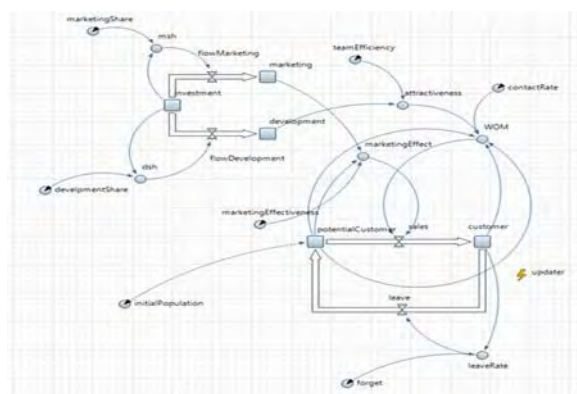 marketingShare
msh
flowMarketing
marketing
teamEfficiency
investment
attractiveness
contactRate
development
WOM
marketingEffect
dsh
flowDevelopment
develpmentShare
marketingEffectiveness
potentialCustomer
sales
customer
updater
initialPopulation
leave
leaveRate
forget